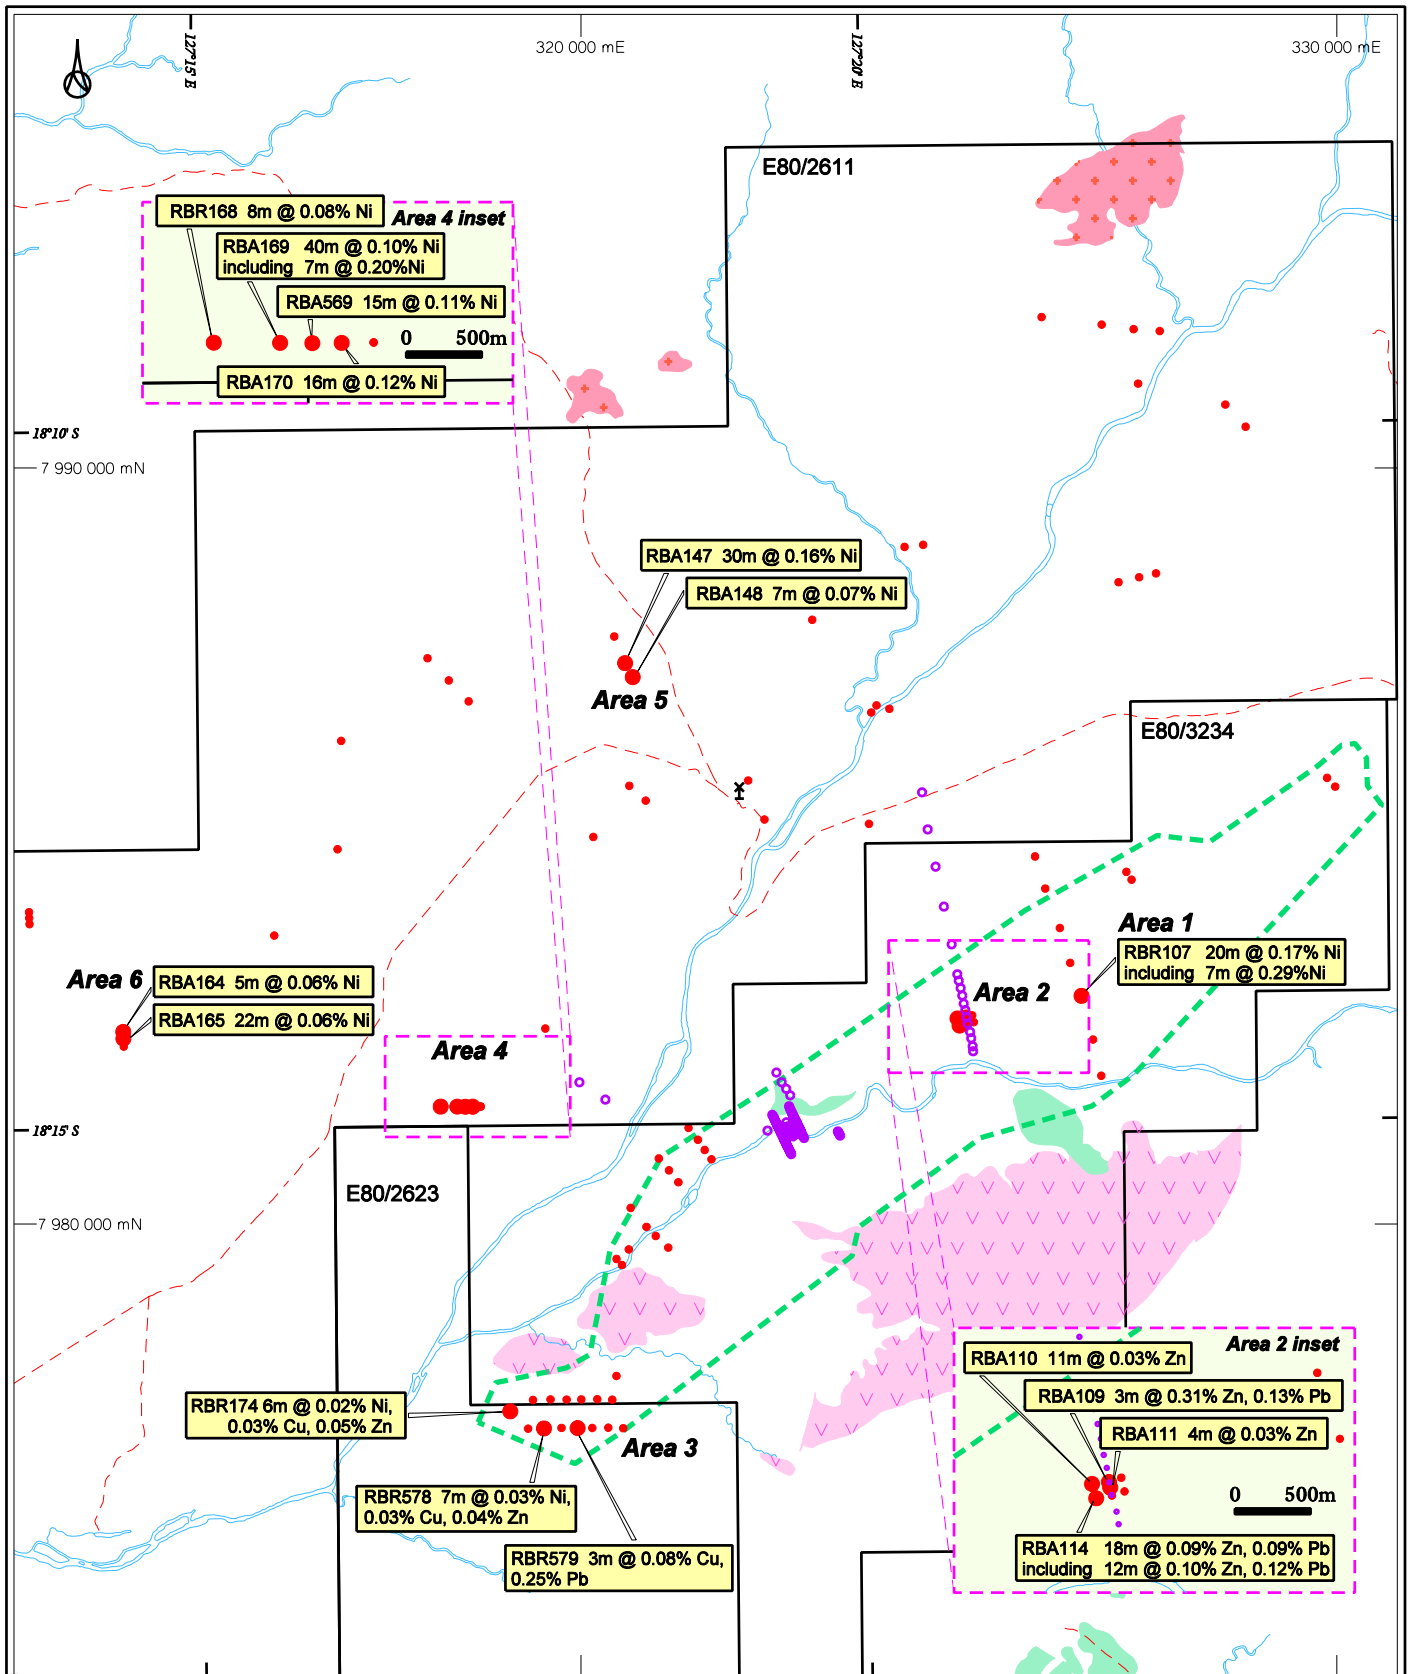 127°15' E
320 000 mE
127°20' E
330 000 mE
E80/2611
RBR168 8m @ 0.08% Ni
Area 4 inset
RBA169 40m @ 0.10% Ni
including 7m @ 0.20%Ni
RBA569 15m @ 0.11% Ni
0 500m
RBA170 16m @ 0.12% Ni
18°10' S
7 990 000 mN
RBA147 30m @ 0.16% Ni
RBA148 7m @ 0.07% Ni
Area 5
E80/3234
Area 1
RBR107 20m @ 0.17% Ni
including 7m @ 0.29%Ni
Area 6
RBA164 5m @ 0.06% Ni
RBA165 22m @ 0.06% Ni
Area 2
Area 4
18°15' S
E80/2623
7 980 000 mN
Area 2 inset
RBA110 11m @ 0.03% Zn
RBA109 3m @ 0.31% Zn, 0.13% Pb
RBA111 4m @ 0.03% Zn
RBR174 6m @ 0.02% Ni,
0.03% Cu, 0.05% Zn
Area 3
RBR578 7m @ 0.03% Ni,
0.03% Cu, 0.04% Zn
0 500m
RBR579 3m @ 0.08% Cu,
0.25% Pb
RBA114 18m @ 0.09% Zn, 0.09% Pb
including 12m @ 0.10% Zn, 0.12% Pb